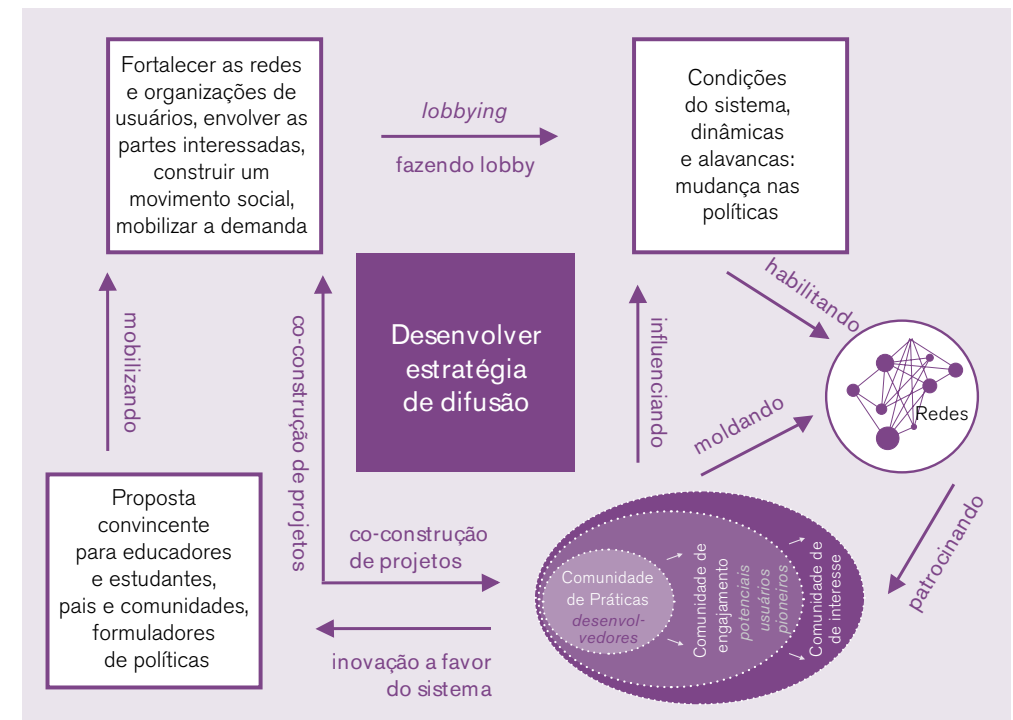 Fortalecer as redes
e organizações de
usuários, envolver as
partes interessadas,
construir um
movimento social,
mobilizar a demanda
lobbying
fazendo lobby
Condições
do sistema,
dinâmicas
e alavancas:
mudança nas
políticas
habilitando
mobilizando
co-construção de projetos
Desenvolver
estratégia
de difusão
influenciando
moldando
Redes
patrocinando
Proposta
convincente
para educadores
e estudantes,
pais e comunidades,
formuladores
de políticas
co-construção
de projetos
Comunidade
de Práticas
desenvol-
vedores
Comunidade de
engajamento
potenciais
usuários
pioneiros
Comunidade de
de interesse
inovação a favor
do sistema